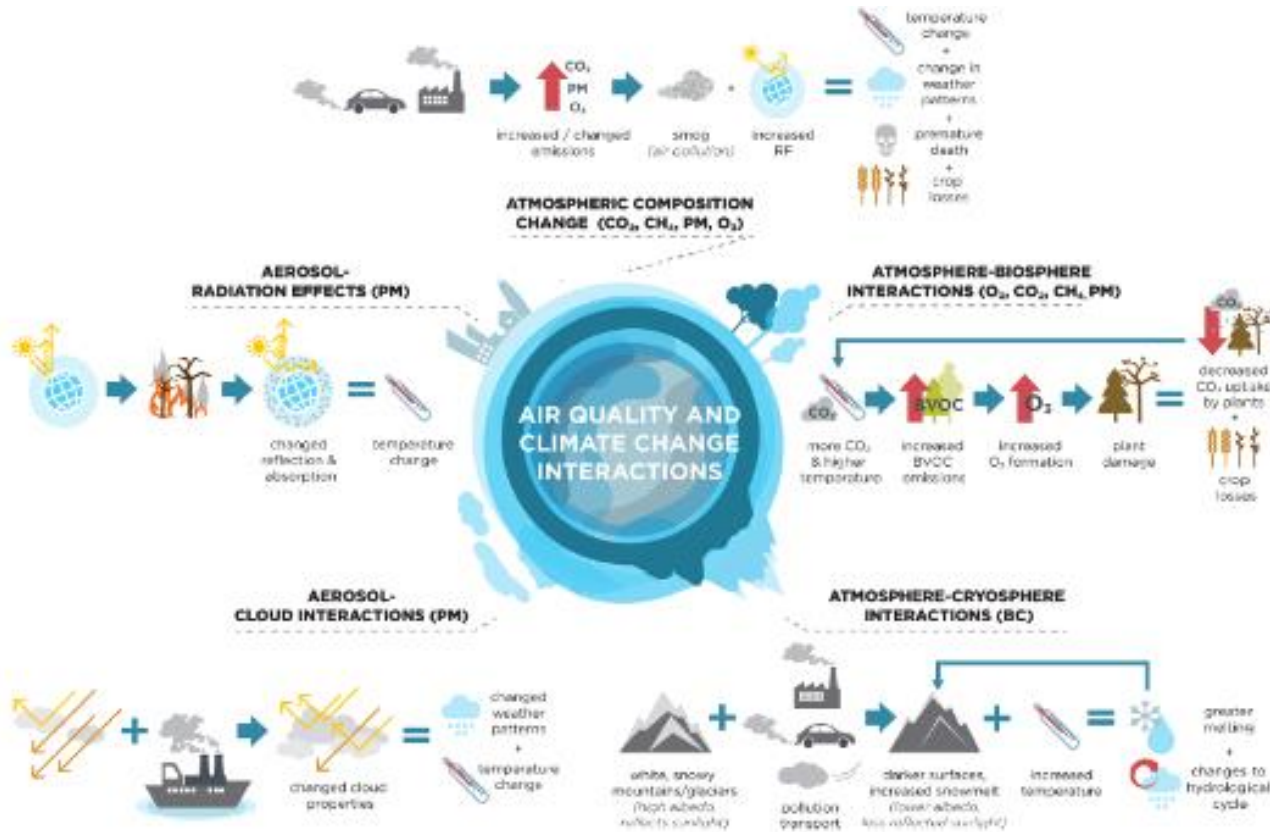 temperature
change
+
change in
weather
patterns
+
premature
death
+
crop
losses
CO₂
PM
O₃
increased / changed
emissions
smog
(air pollution)
+
increased
RF
=
ATMOSPHERIC COMPOSITION
CHANGE (CO₂, CH₄, PM, O₃)
AEROSOL-
RADIATION EFFECTS (PM)
changed
reflection &
absorption
=
temperature
change
ATMOSPHERE-BIOSPHERE
INTERACTIONS (O₃, CO₂, CH₄, PM)
CO₂
more CO₂
& higher
temperature
BVOC
increased
BVOC
emissions
O₃
increased
O₃ formation
plant
damage
=
CO₂
decreased
CO₂ uptake
by plants
+
crop
losses
AIR QUALITY AND
CLIMATE CHANGE
INTERACTIONS
AEROSOL-
CLOUD INTERACTIONS (PM)
+
changed cloud
properties
=
changed
weather
patterns
+
temperature
change
ATMOSPHERE-CRYOSPHERE
INTERACTIONS (BC)
white, snowy
mountains/glaciers
(high albedo,
reflects sunlight)
+
pollution
transport
darker surfaces,
increased snowmelt
(lower albedo,
less reflected sunlight)
+
increased
temperature
=
greater
melting
+
changes to
hydrological
cycle